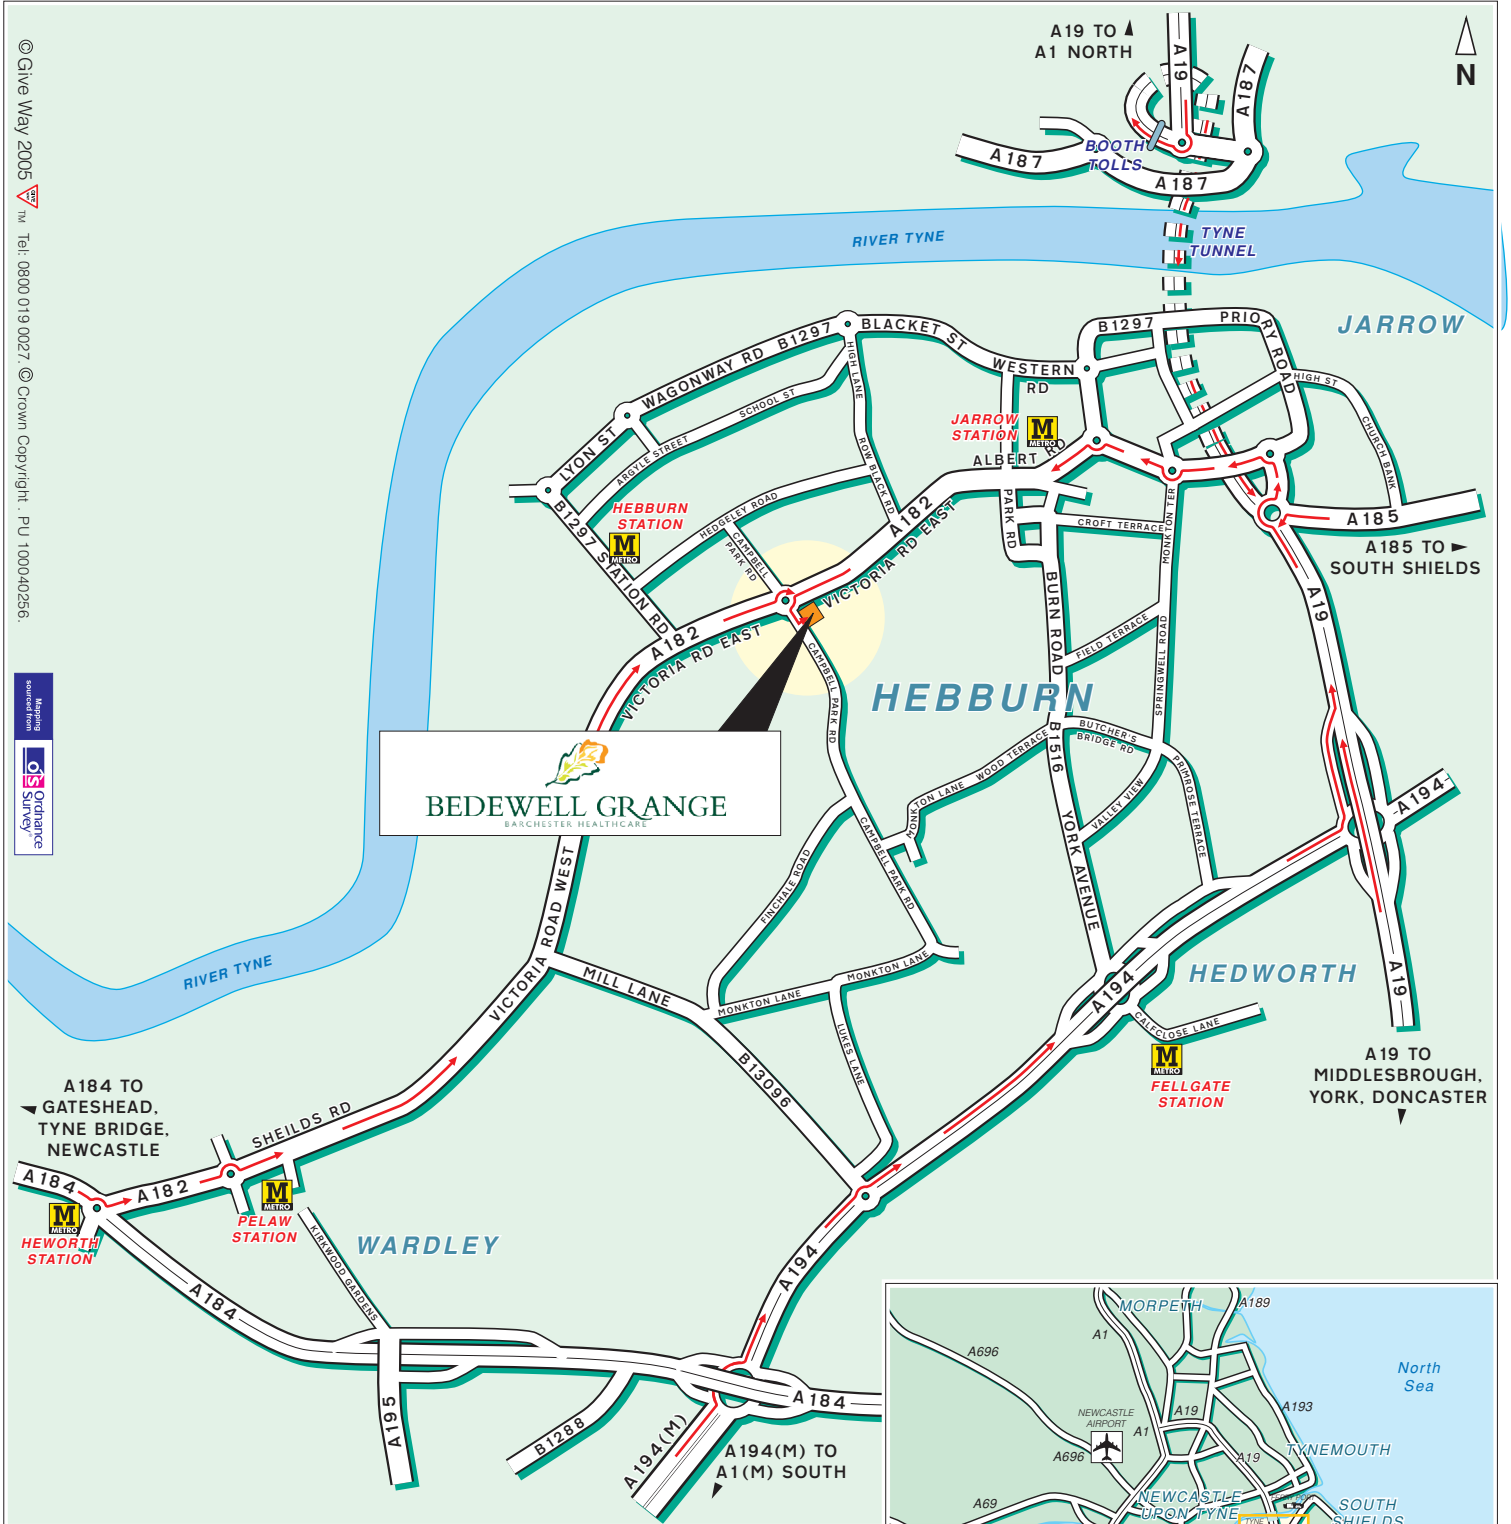 A19 TO
A1 NORTH
A19
A187
N
A187
BOOTH
TOLLS
A187
RIVER TYNE
TYNE
TUNNEL
JARROW
B1297
PRIORY ROAD
WAGONWAY RD B1297
BLACKET ST
WESTERN
RD
HIGH LANE
HIGH ST
CHURCH BANK
SCHOOL ST
JARROW
STATION
M
METRO
ALBERT RD
LYON ST
ARGYLE STREET
ROW BLACK RD
HEDGELEY ROAD
HEBBURN
STATION
M
METRO
B1297 STATION RD
CAMPBELL
PARK RD
A182
VICTORIA RD EAST
PARK RD
CROFT TERRACE
MONKTON TER
A185
A185 TO
SOUTH SHIELDS
A19
A182
VICTORIA RD EAST
BURN ROAD
FIELD TERRACE
SPRINGWELL ROAD
CAMPBELL PARK RD
HEBBURN
BEDEWELL GRANGE
BARCHESTER HEALTHCARE
B1516
BUTCHER'S
BRIDGE RD
MONKTON LANE
WOOD TERRACE
PRIMROSE TERRACE
VALLEY VIEW
YORK AVENUE
A194
FINCHALE ROAD
CAMPBELL PARK RD
VICTORIA ROAD WEST
MILL LANE
MONKTON LANE
MONKTON LANE
LUKES LANE
A194
HEDWORTH
A19
RIVER TYNE
CALFCLOSE LANE
M
METRO
FELLGATE
STATION
A19 TO
MIDDLESBROUGH,
YORK, DONCASTER
B13096
A184 TO
GATESHEAD,
TYNE BRIDGE,
NEWCASTLE
SHEILDS RD
A184
A182
M
METRO
HEWORTH
STATION
M
METRO
PELAW
STATION
KIRKWOOD GARDENS
WARDLEY
A184
A194
A195
B1288
A184
A194(M)
A194(M) TO
A1(M) SOUTH
MORPETH
A189
A1
A696
North
Sea
NEWCASTLE
AIRPORT
A19
A193
A1
A696
A19
TYNEMOUTH
A69
NEWCASTLE
UPON TYNE
SOUTH
SHIELDS
TYNE
© Give Way 2005 GIVE WAY ™ Tel: 0800 019 0027. © Crown Copyright . PU 100040256.
Mapping
sourced from
OS
Ordnance
Survey®